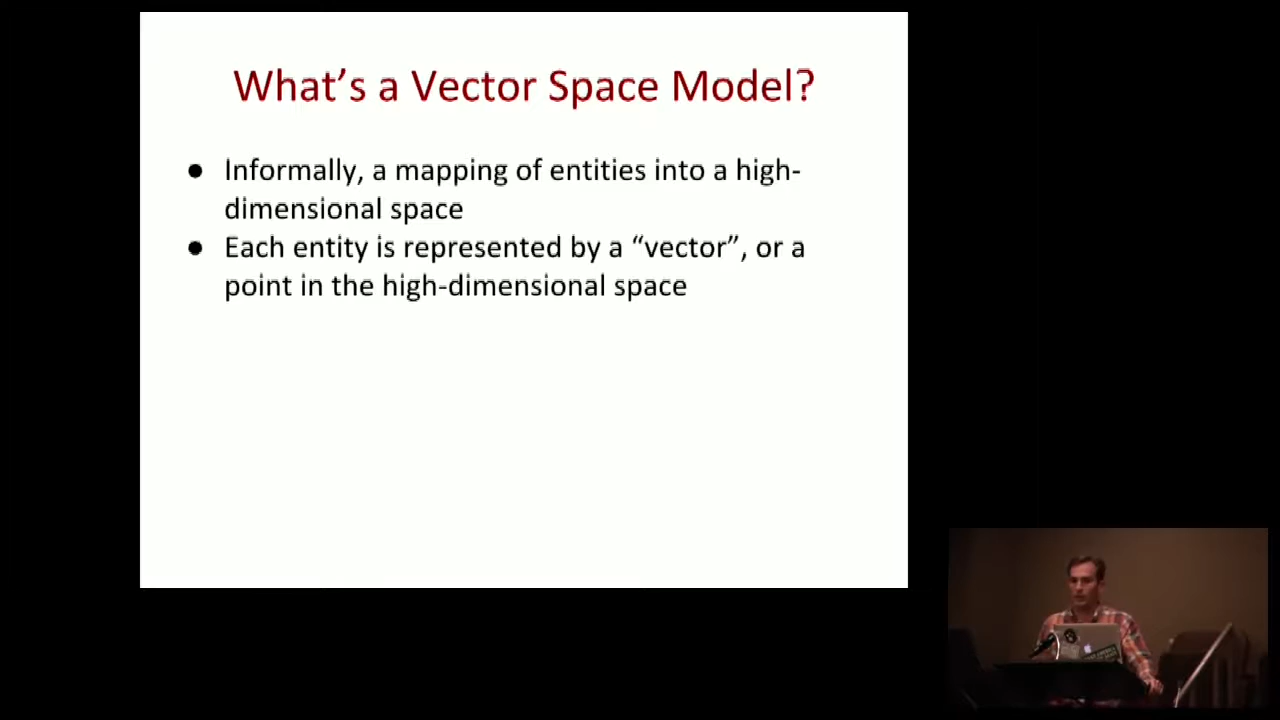 What's a Vector Space Model?
● Informally, a mapping of entities into a high-
dimensional space
● Each entity is represented by a “vector”, or a
point in the high-dimensional space